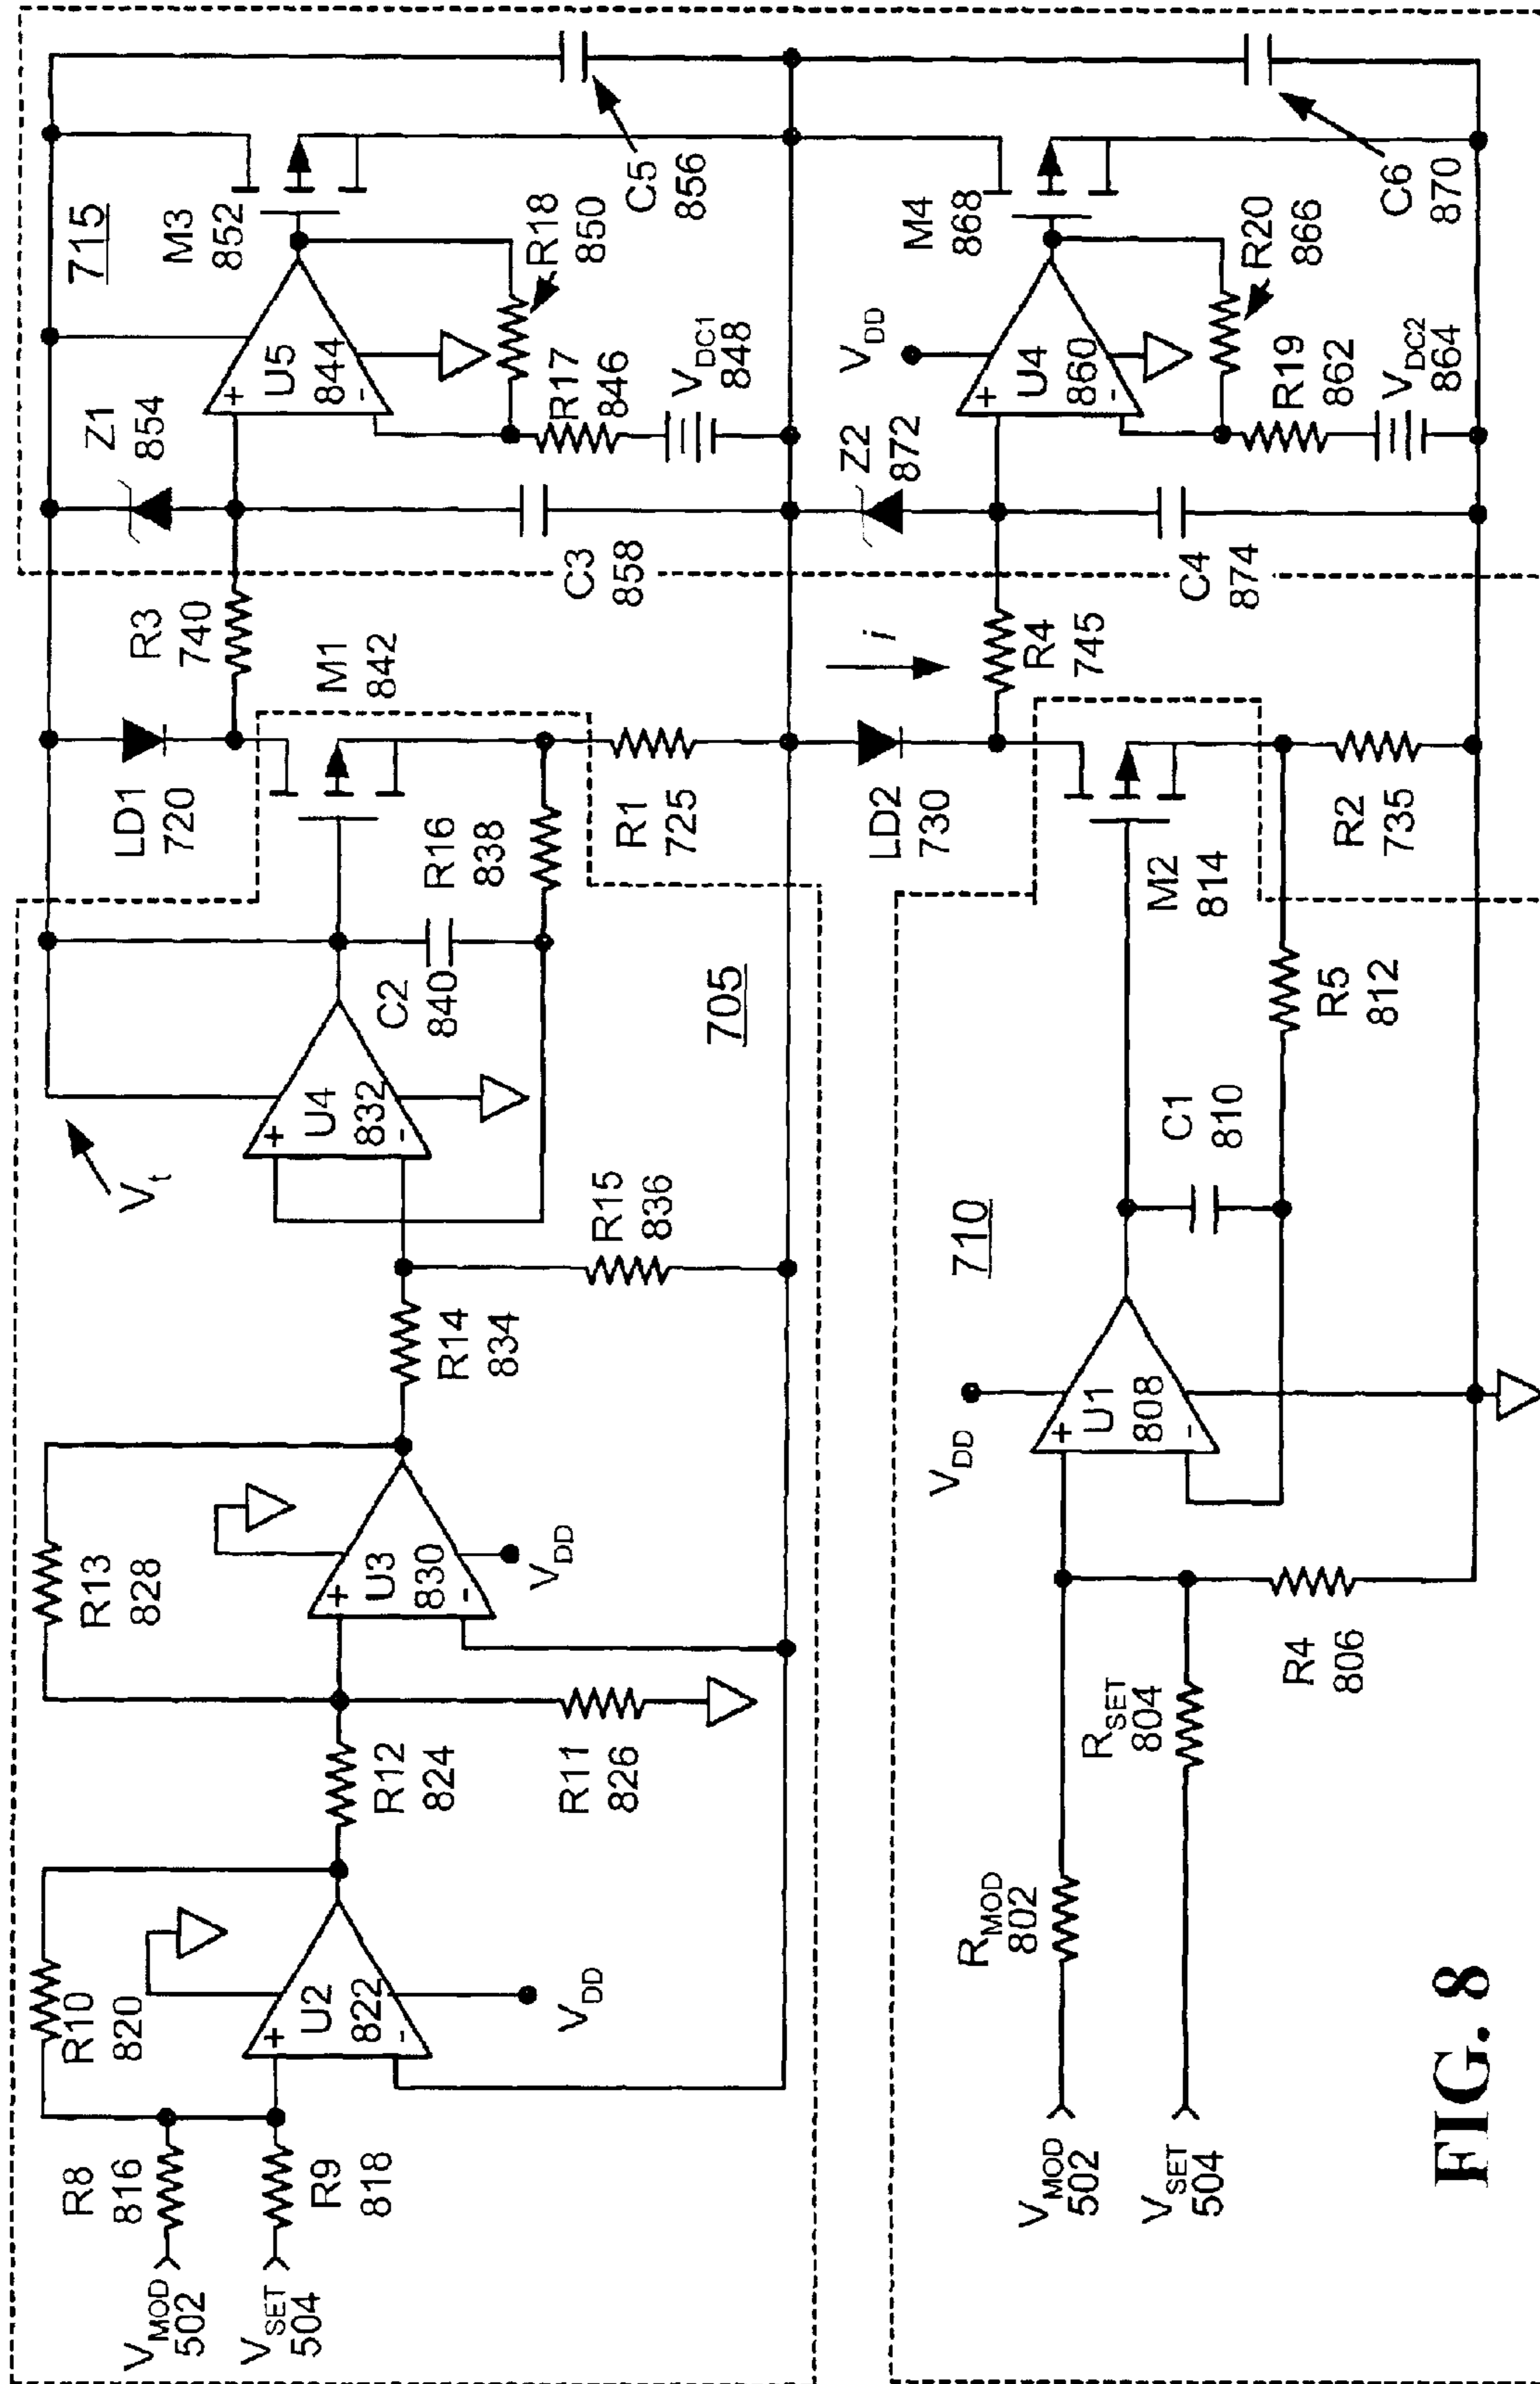 V_MOD
502
R8
816
V_SET
504
R9
818
R10
820
+
U2
822
-
V_DD
R12
824
R11
826
R13
828
+
U3
830
-
V_DD
R14
834
R15
836
V_t
+
U4
832
-
C2
840
R16
838
705
LD1
720
M1
842
R1
725
R3
740
C3
858
Z1
854
+
U5
844
-
R17
846
V_DC1
848
R18
850
M3
852
715
C5
856
V_MOD
502
V_SET
504
R_MOD
802
R_SET
804
R4
806
V_DD
+
U1
808
-
710
C1
810
R5
812
M2
814
LD2
730
R2
735
i
R4
745
C4
874
Z2
872
V_DD
+
U4
860
-
R19
862
V_DC2
864
R20
866
M4
868
C6
870
FIG. 8